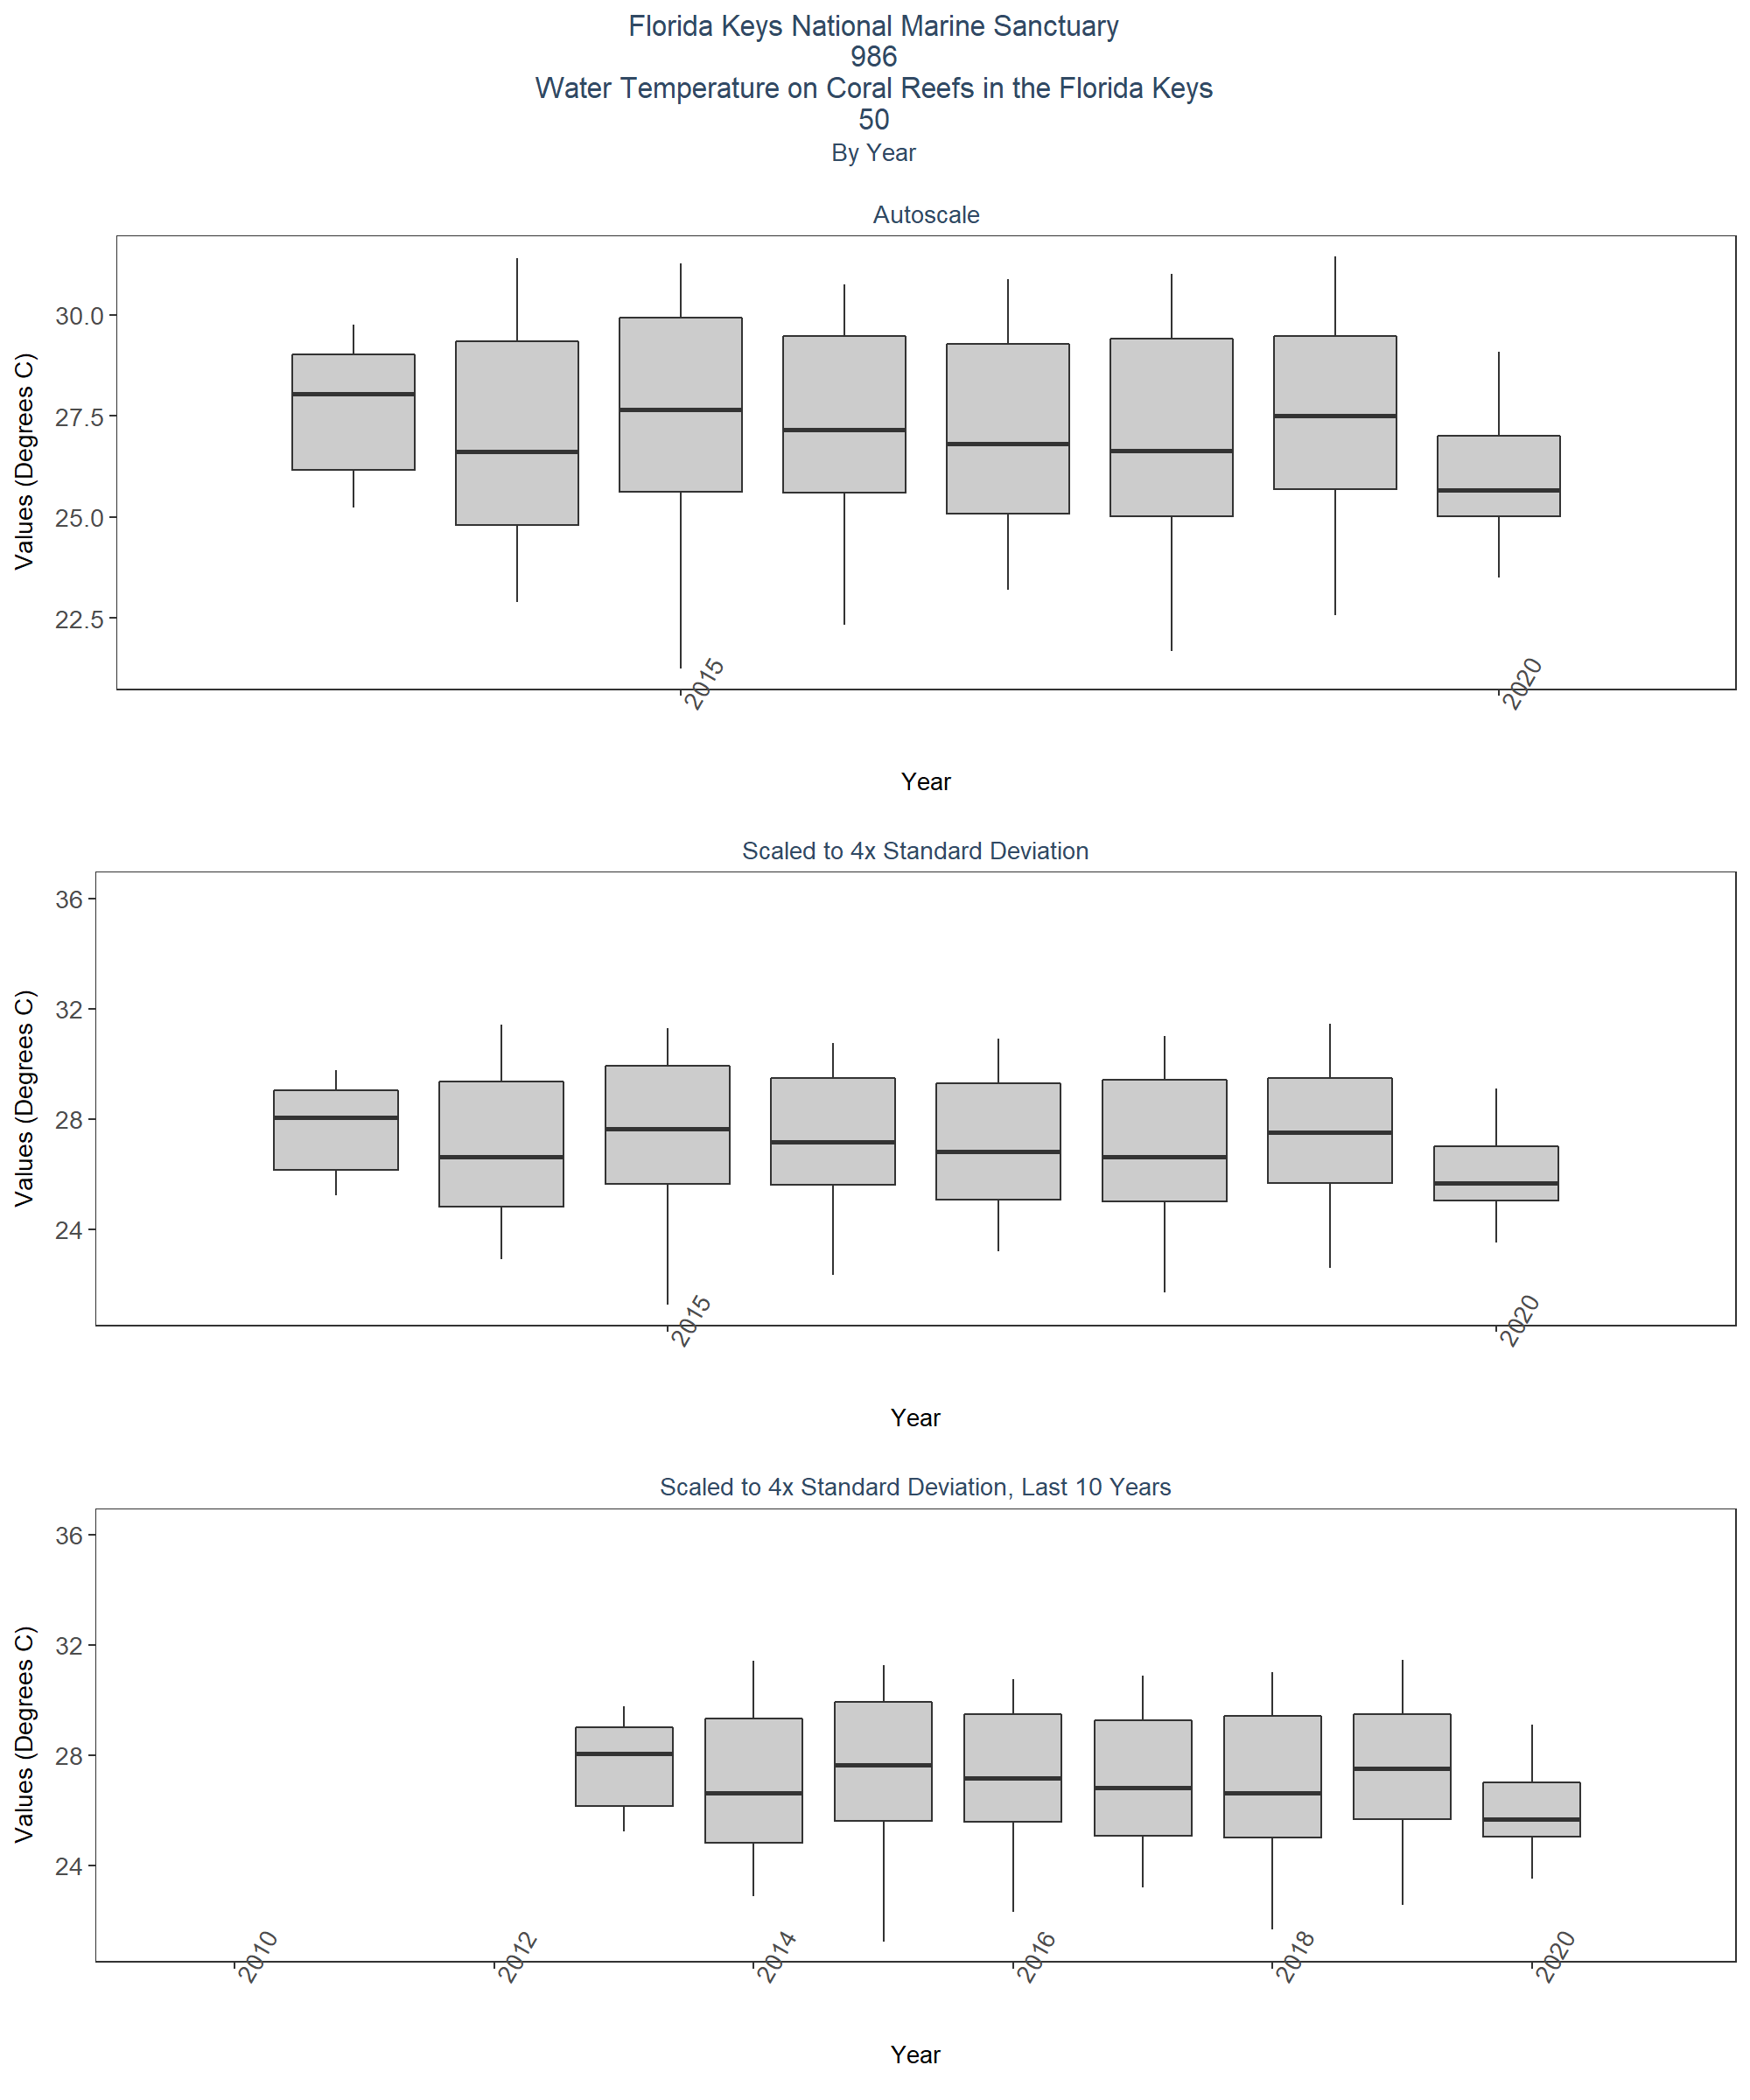 Florida Keys National Marine Sanctuary
986
Water Temperature on Coral Reefs in the Florida Keys
50
By Year
Autoscale
Values (Degrees C)
30.0
27.5
25.0
22.5
2015
2020
Year
Scaled to 4x Standard Deviation
Values (Degrees C)
36
32
28
24
2015
2020
Year
Scaled to 4x Standard Deviation, Last 10 Years
Values (Degrees C)
36
32
28
24
2010
2012
2014
2016
2018
2020
Year